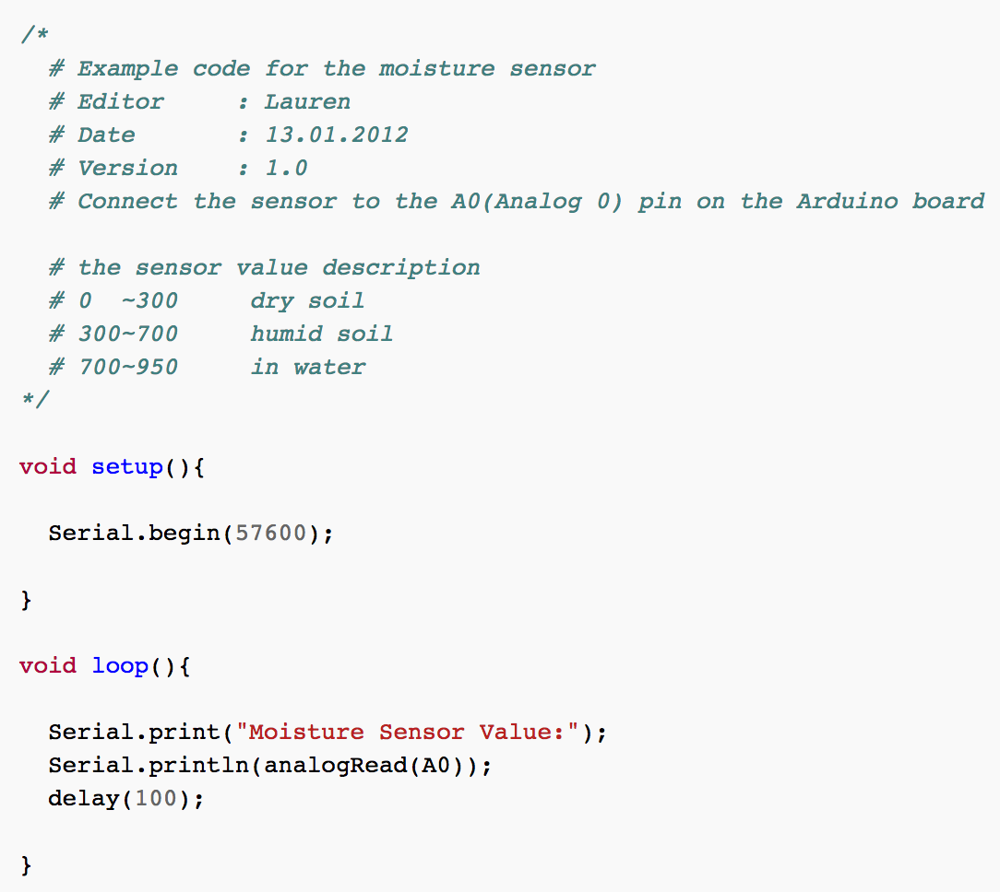 /*
  # Example code for the moisture sensor
  # Editor     : Lauren
  # Date       : 13.01.2012
  # Version    : 1.0
  # Connect the sensor to the A0(Analog 0) pin on the Arduino board

  # the sensor value description
  # 0  ~300     dry soil
  # 300~700     humid soil
  # 700~950     in water
*/

void setup(){

  Serial.begin(57600);

}

void loop(){

  Serial.print("Moisture Sensor Value:");
  Serial.println(analogRead(A0));
  delay(100);

}